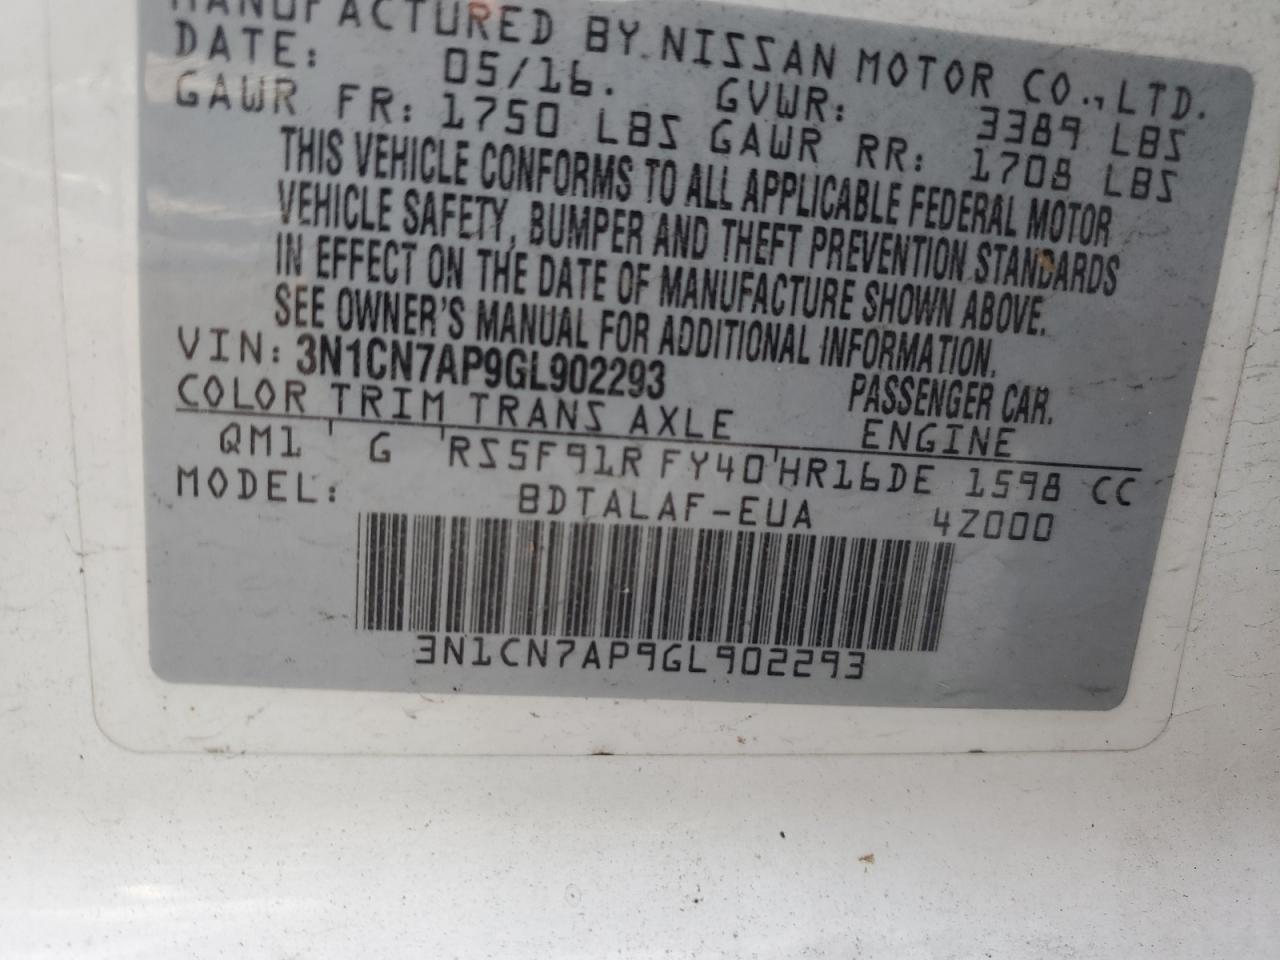 MANUFACTURED BY NISSAN MOTOR CO., LTD.
DATE: 05/16. GVWR: 3389 LBS
GAWR FR: 1750 LBS GAWR RR: 1708 LBS
THIS VEHICLE CONFORMS TO ALL APPLICABLE FEDERAL MOTOR
VEHICLE SAFETY, BUMPER AND THEFT PREVENTION STANDARDS
IN EFFECT ON THE DATE OF MANUFACTURE SHOWN ABOVE.
SEE OWNER'S MANUAL FOR ADDITIONAL INFORMATION.
VIN: 3N1CN7AP9GL902293 PASSENGER CAR.
COLOR TRIM TRANS AXLE ENGINE
QM1 G RS5F91R FY40 HR16DE 1598 CC
MODEL: BDTALAF-EUA 4Z000
3N1CN7AP9GL902293